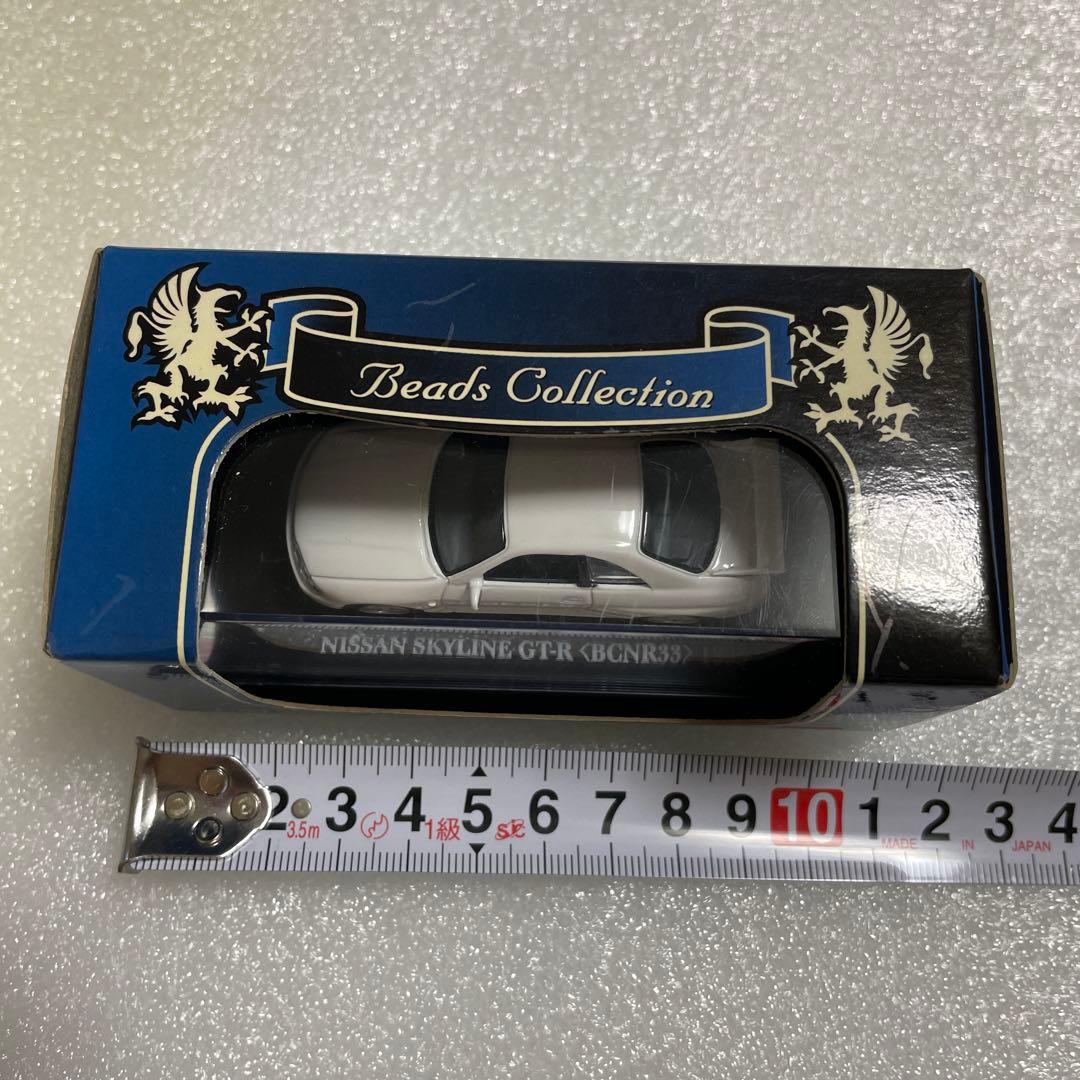 Beads Collection
NISSAN SKYLINE GT-R <BCNR33>
2 3 4 5 6 7 8 9 10 1 2 3 4
3.5m 1級 MADE IN JAPAN